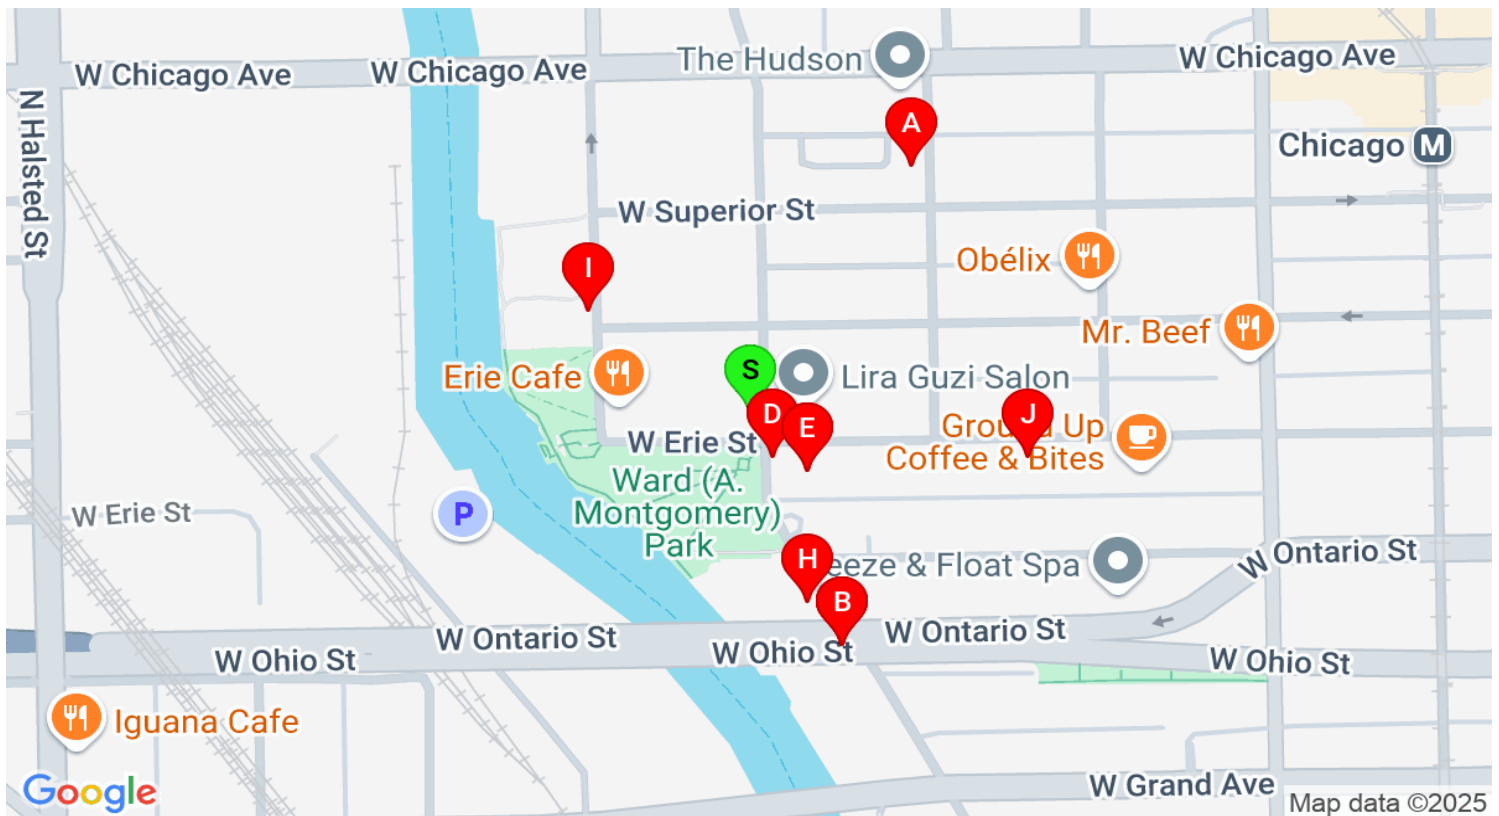 The Hudson
W Chicago Ave
W Chicago Ave
W Chicago Ave
N Halsted St
A
Chicago M
W Superior St
I
Obélix
Mr. Beef
S
Erie Cafe
Lira Guzi Salon
D
E
J
W Erie St
Ground Up
Coffee & Bites
Ward (A.
Montgomery)
Park
W Erie St
P
H
eeze & Float Spa
W Ontario St
B
W Ontario St
W Ontario St
W Ohio St
W Ohio St
W Ohio St
Iguana Cafe
Google
W Grand Ave
Map data ©2025